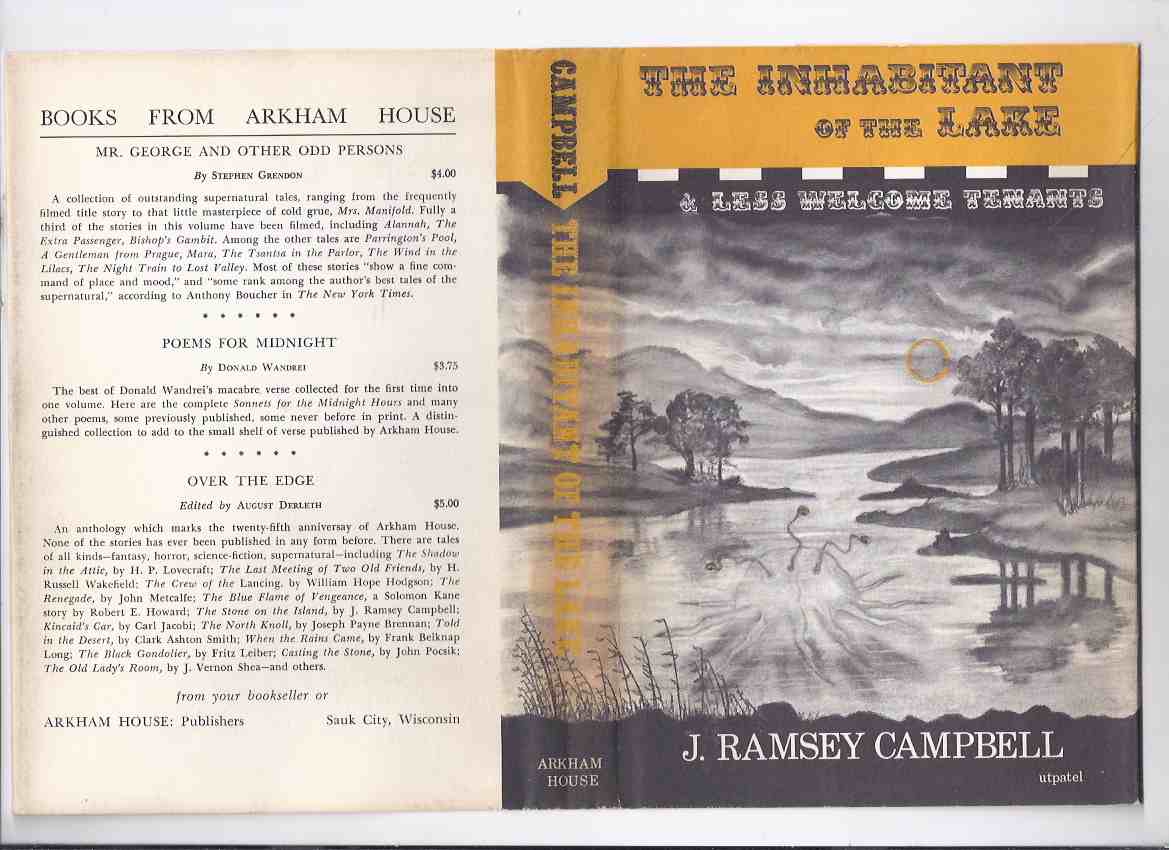 BOOKS FROM ARKHAM HOUSE
MR. GEORGE AND OTHER ODD PERSONS
By STEPHEN GRENDON $4.00
A collection of outstanding supernatural tales, ranging from the frequently
filmed title story to that little masterpiece of cold grue, Mrs. Manifold. Fully a
third of the stories in this volume have been filmed, including Alannah, The
Extra Passenger, Bishop's Gambit. Among the other tales are Parrington's Pool,
A Gentleman from Prague, Mara, The Tsantsa in the Parlor, The Wind in the
Lilacs, The Night Train to Lost Valley. Most of these stories "show a fine com-
mand of place and mood," and "some rank among the author's best tales of the
supernatural," according to Anthony Boucher in The New York Times.
* * * * * *
POEMS FOR MIDNIGHT
By DONALD WANDREI $3.75
The best of Donald Wandrei's macabre verse collected for the first time into
one volume. Here are the complete Sonnets for the Midnight Hours and many
other poems, some previously published, some never before in print. A distin-
guished collection to add to the small shelf of verse published by Arkham House.
* * * * * *
OVER THE EDGE
Edited by AUGUST DERLETH $5.00
An anthology which marks the twenty-fifth anniversay of Arkham House.
None of the stories has ever been published in any form before. There are tales
of all kinds—fantasy, horror, science-fiction, supernatural—including The Shadow
in the Attic, by H. P. Lovecraft; The Last Meeting of Two Old Friends, by H.
Russell Wakefield; The Crew of the Lancing, by William Hope Hodgson; The
Renegade, by John Metcalfe; The Blue Flame of Vengeance, a Solomon Kane
story by Robert E. Howard; The Stone on the Island, by J. Ramsey Campbell;
Kincaid's Car, by Carl Jacobi; The North Knoll, by Joseph Payne Brennan; Told
in the Desert, by Clark Ashton Smith; When the Rains Came, by Frank Belknap
Long; The Black Gondolier, by Fritz Leiber; Casting the Stone, by John Pocsik;
The Old Lady's Room, by J. Vernon Shea—and others.
from your bookseller or
ARKHAM HOUSE: Publishers Sauk City, Wisconsin
CAMPBELL
THE INHABITANT OF THE LAKE
ARKHAM
HOUSE
THE INHABITANT
OF THE LAKE
& LESS WELCOME TENANTS
J. RAMSEY CAMPBELL
utpatel